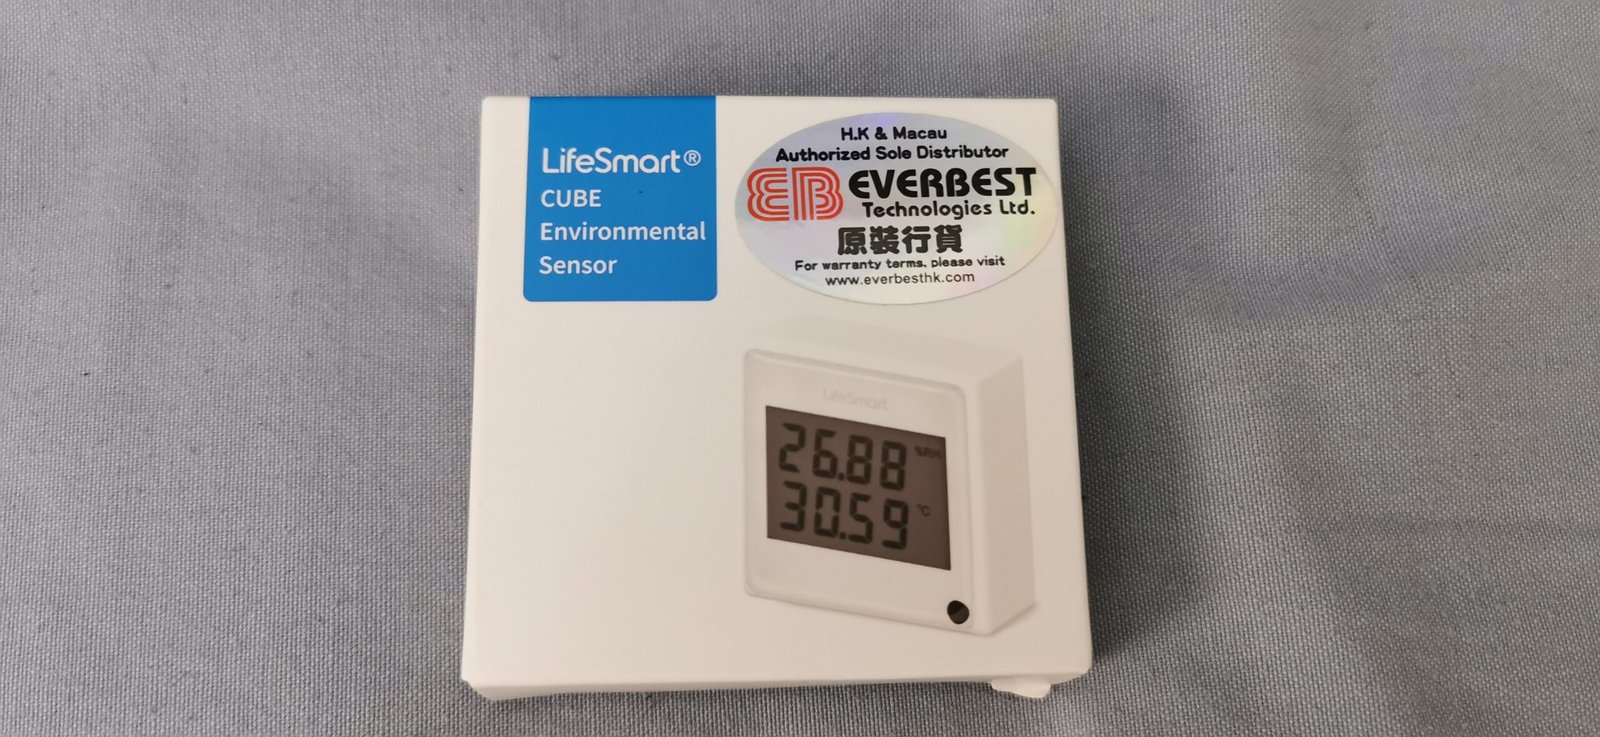 LifeSmart®
CUBE
Environmental
Sensor
H.K & Macau
Authorized Sole Distributor
EB EVERBEST
Technologies Ltd.
原裝行貨
For warranty terms, please visit
www.everbesthk.com
LifeSmart
26.88 %RH
30.59 °C